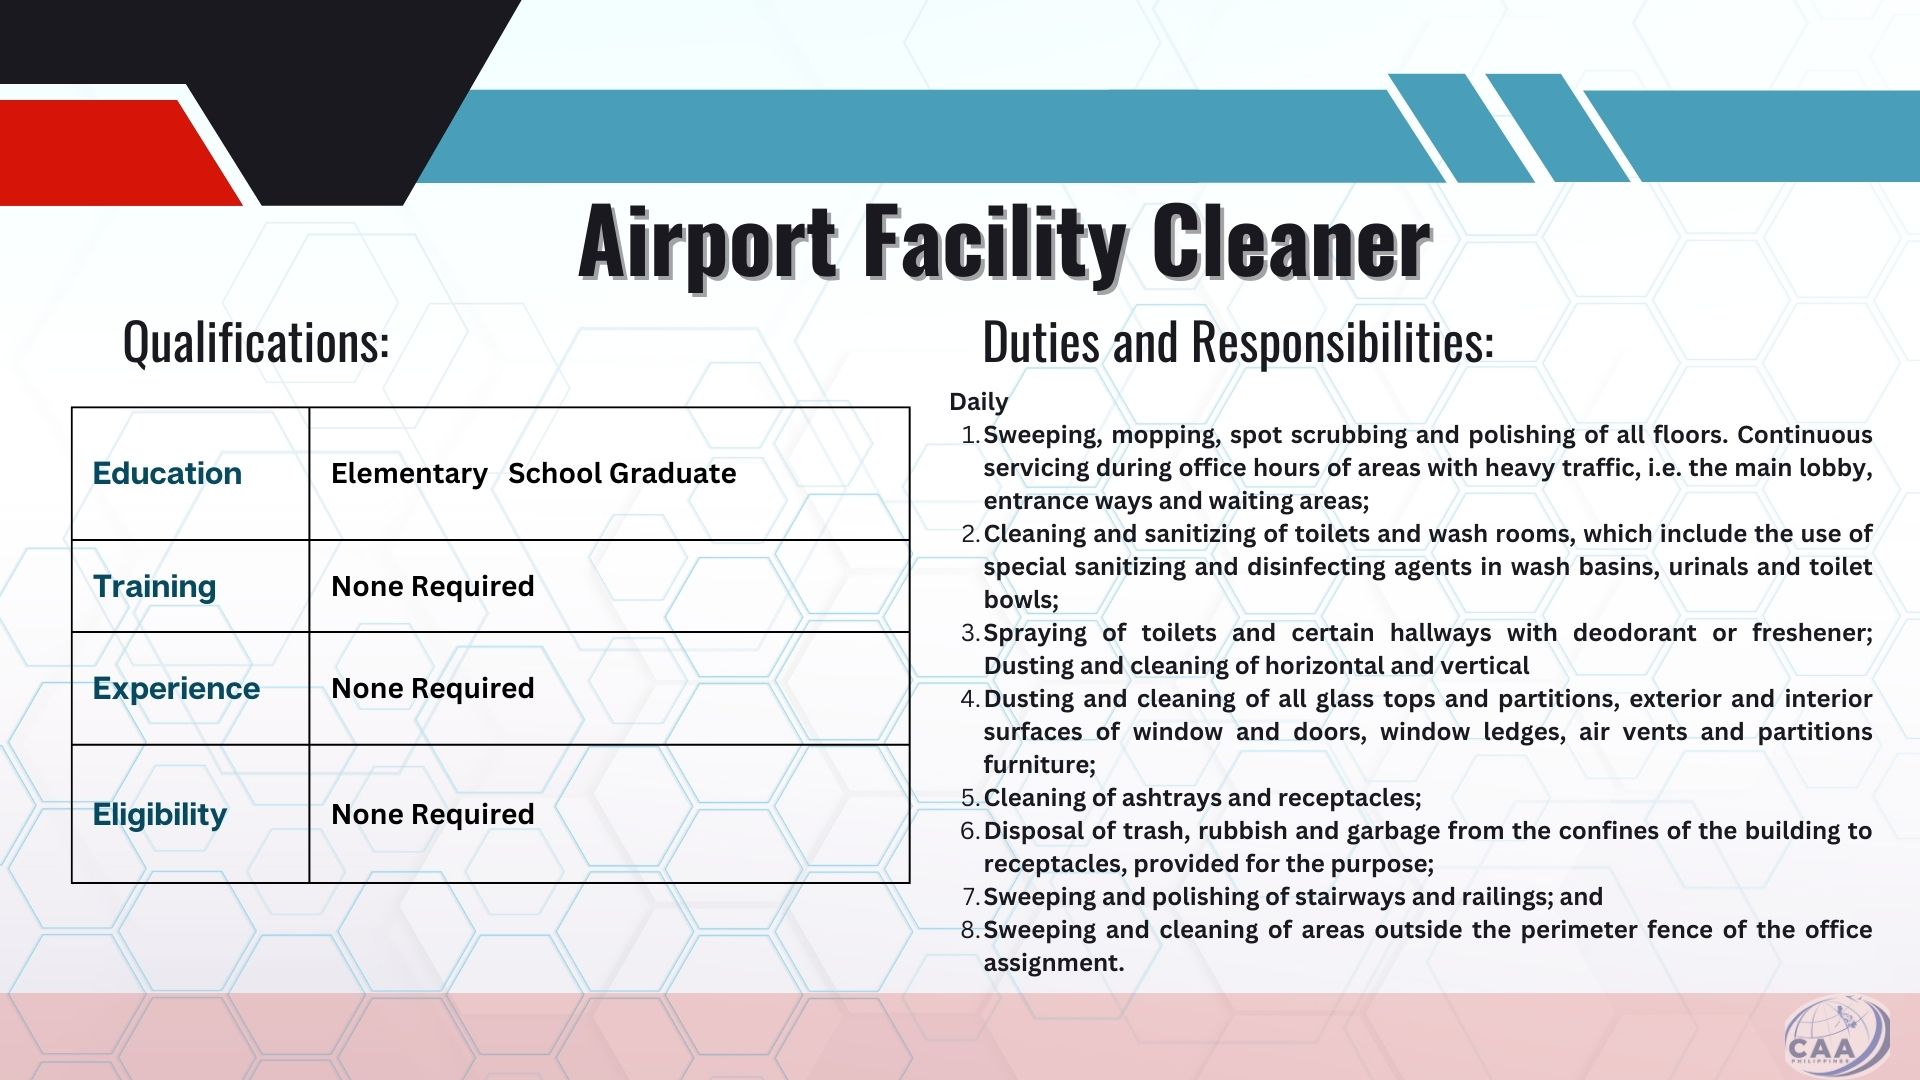 Airport Facility Cleaner
Qualifications:
Education
Elementary School Graduate
Training
None Required
Experience
None Required
Eligibility
None Required
Duties and Responsibilities:
Daily
1. Sweeping, mopping, spot scrubbing and polishing of all floors. Continuous
servicing during office hours of areas with heavy traffic, i.e. the main lobby,
entrance ways and waiting areas;
2. Cleaning and sanitizing of toilets and wash rooms, which include the use of
special sanitizing and disinfecting agents in wash basins, urinals and toilet
bowls;
3. Spraying of toilets and certain hallways with deodorant or freshener;
Dusting and cleaning of horizontal and vertical
4. Dusting and cleaning of all glass tops and partitions, exterior and interior
surfaces of window and doors, window ledges, air vents and partitions
furniture;
5. Cleaning of ashtrays and receptacles;
6. Disposal of trash, rubbish and garbage from the confines of the building to
receptacles, provided for the purpose;
7. Sweeping and polishing of stairways and railings; and
8. Sweeping and cleaning of areas outside the perimeter fence of the office
assignment.
CAA
PHILIPPINES